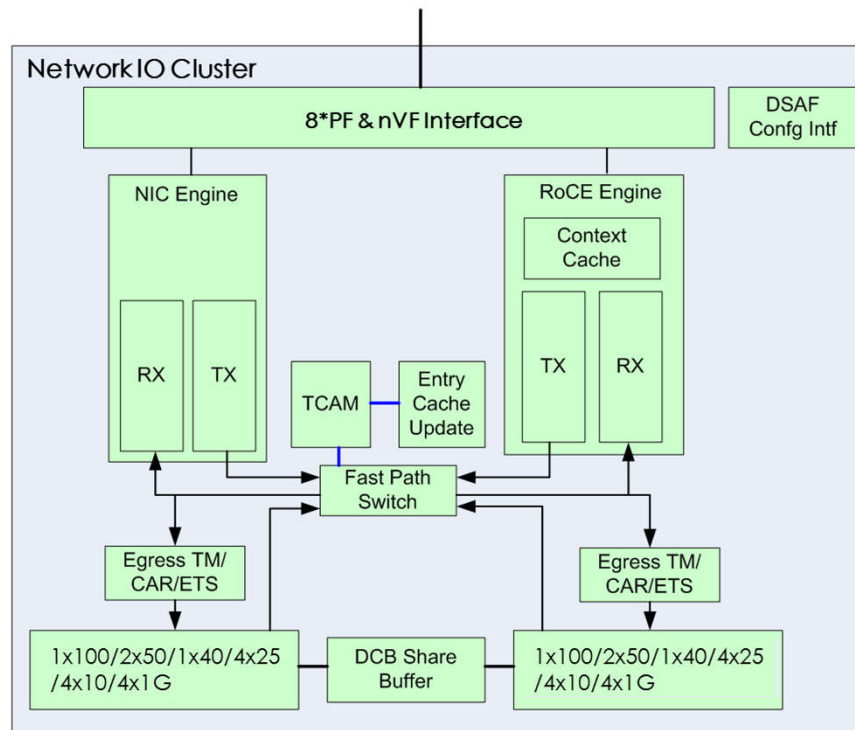 Network IO Cluster
8*PF & nVF Interface
DSAF
Confg Intf
NIC Engine
RX
TX
RoCE Engine
Context
Cache
TX
RX
TCAM
Entry
Cache
Update
Fast Path
Switch
Egress TM/
CAR/ETS
Egress TM/
CAR/ETS
1x100/2x50/1x40/4x25
/4x10/4x1G
DCB Share
Buffer
1x100/2x50/1x40/4x25
/4x10/4x1G